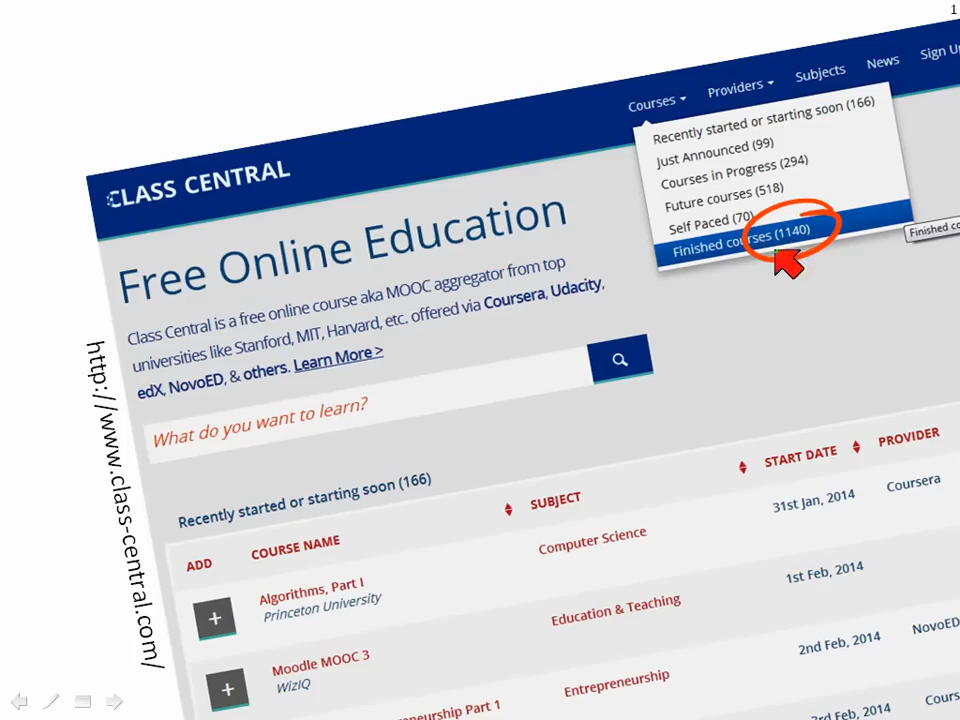 1
Courses
Providers
Subjects
News
Sign U
CLASS CENTRAL
Recently started or starting soon (166)
Just Announced (99)
Courses in Progress (294)
Future courses (518)
Self Paced (70)
Finished courses (1140)
Finished co
Free Online Education
Class Central is a free online course aka MOOC aggregator from top
universities like Stanford, MIT, Harvard, etc. offered via Coursera, Udacity,
edX, NovoED, & others. Learn More >
What do you want to learn?
http://www.class-central.com/
Recently started or starting soon (166)
ADD
COURSE NAME
SUBJECT
START DATE
PROVIDER
+
Algorithms, Part I
Princeton University
Computer Science
31st Jan, 2014
Coursera
+
Moodle MOOC 3
WizIQ
Education & Teaching
1st Feb, 2014
Part 1
Entrepreneurship
2nd Feb, 2014
NovoED
Feb, 2014